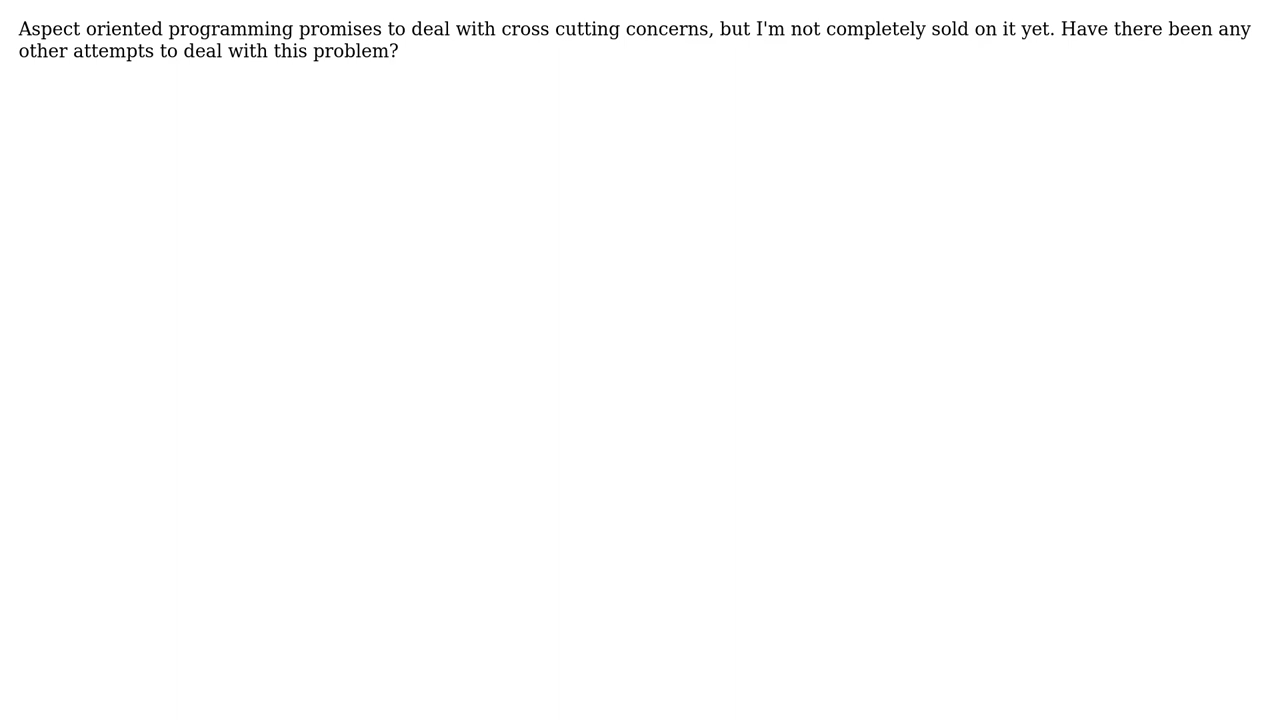 Aspect oriented programming promises to deal with cross cutting concerns, but I'm not completely sold on it yet. Have there been any
other attempts to deal with this problem?